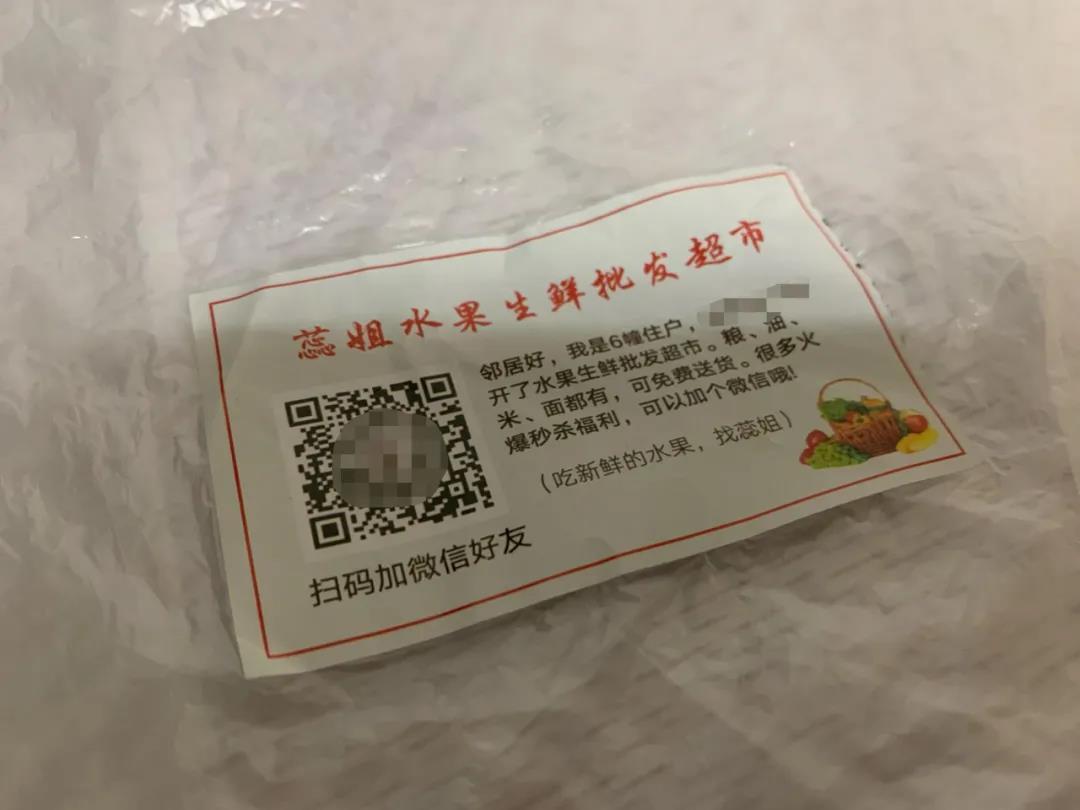 蕊姐水果生鲜批发超市
邻居好，我是6幢住户，
开了水果生鲜批发超市。粮、油、
米、面都有，可免费送货。很多火
爆秒杀福利，可以加个微信哦!
（吃新鲜的水果，找蕊姐）
扫码加微信好友